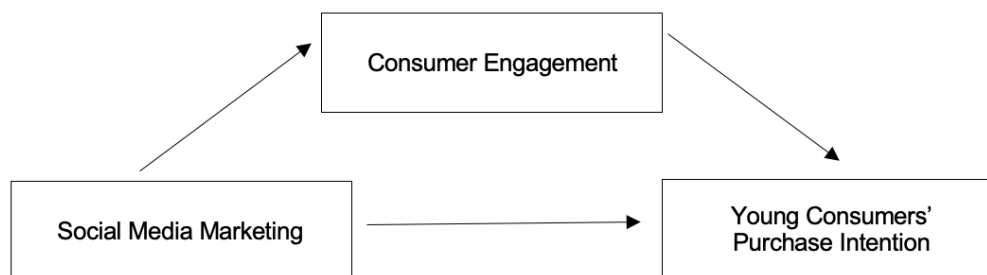 Consumer Engagement
Social Media Marketing
Young Consumers’
Purchase Intention